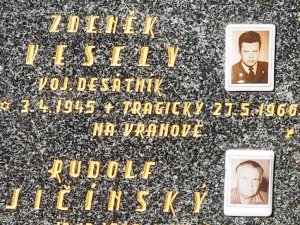 ZDENĚK
VESELÝ
VOJ. DESÁTNÍK
☆ 3.4.1945 + TRAGICKY 27.5.1966
NA VRANOVĚ
RUDOLF
JIČÍNSKÝ